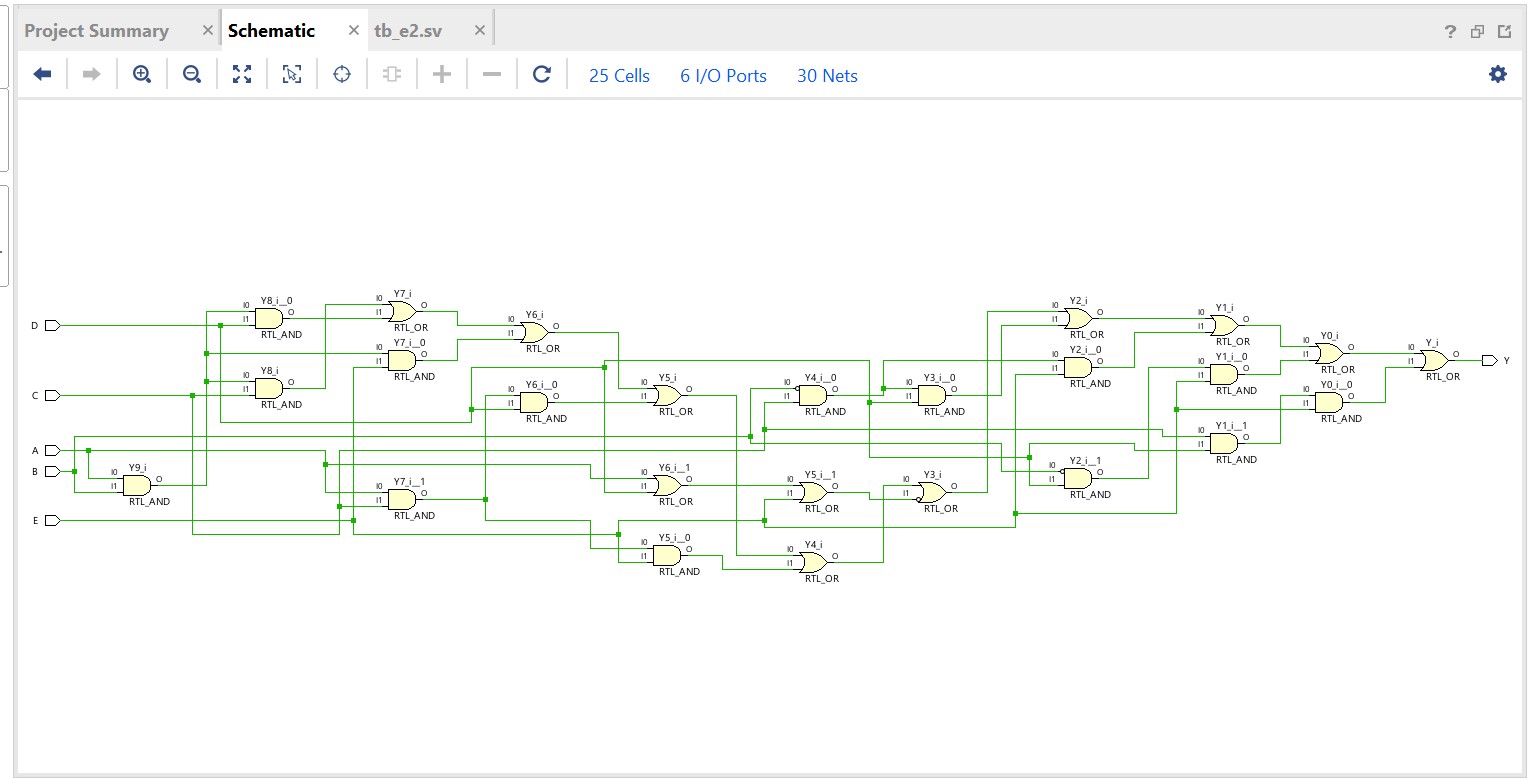 Project Summary × Schematic × tb_e2.sv × ?
25 Cells 6 I/O Ports 30 Nets
D
C
A
B
E
Y9_i
I0
I1
O
RTL_AND
Y8_i__0
I0
I1
O
RTL_AND
Y8_i
I0
I1
O
RTL_AND
Y7_i
I0
I1
O
RTL_OR
Y7_i__0
I0
I1
O
RTL_AND
Y7_i__1
I0
I1
O
RTL_AND
Y6_i
I0
I1
O
RTL_OR
Y6_i__0
I0
I1
O
RTL_AND
Y5_i
I0
I1
O
RTL_OR
Y6_i__1
I0
I1
O
RTL_OR
Y5_i__0
I0
I1
O
RTL_AND
Y4_i__0
I0
I1
O
RTL_AND
Y5_i__1
I0
I1
O
RTL_OR
Y4_i
I0
I1
O
RTL_OR
Y3_i__0
I0
I1
O
RTL_AND
Y3_i
I0
I1
O
RTL_OR
Y2_i
I0
I1
O
RTL_OR
Y2_i__0
I0
I1
O
RTL_AND
Y2_i__1
I0
I1
O
RTL_AND
Y1_i
I0
I1
O
RTL_OR
Y1_i__0
I0
I1
O
RTL_AND
Y1_i__1
I0
I1
O
RTL_AND
Y0_i
I0
I1
O
RTL_OR
Y0_i__0
I0
I1
O
RTL_AND
Y_i
I0
I1
O
RTL_OR
Y